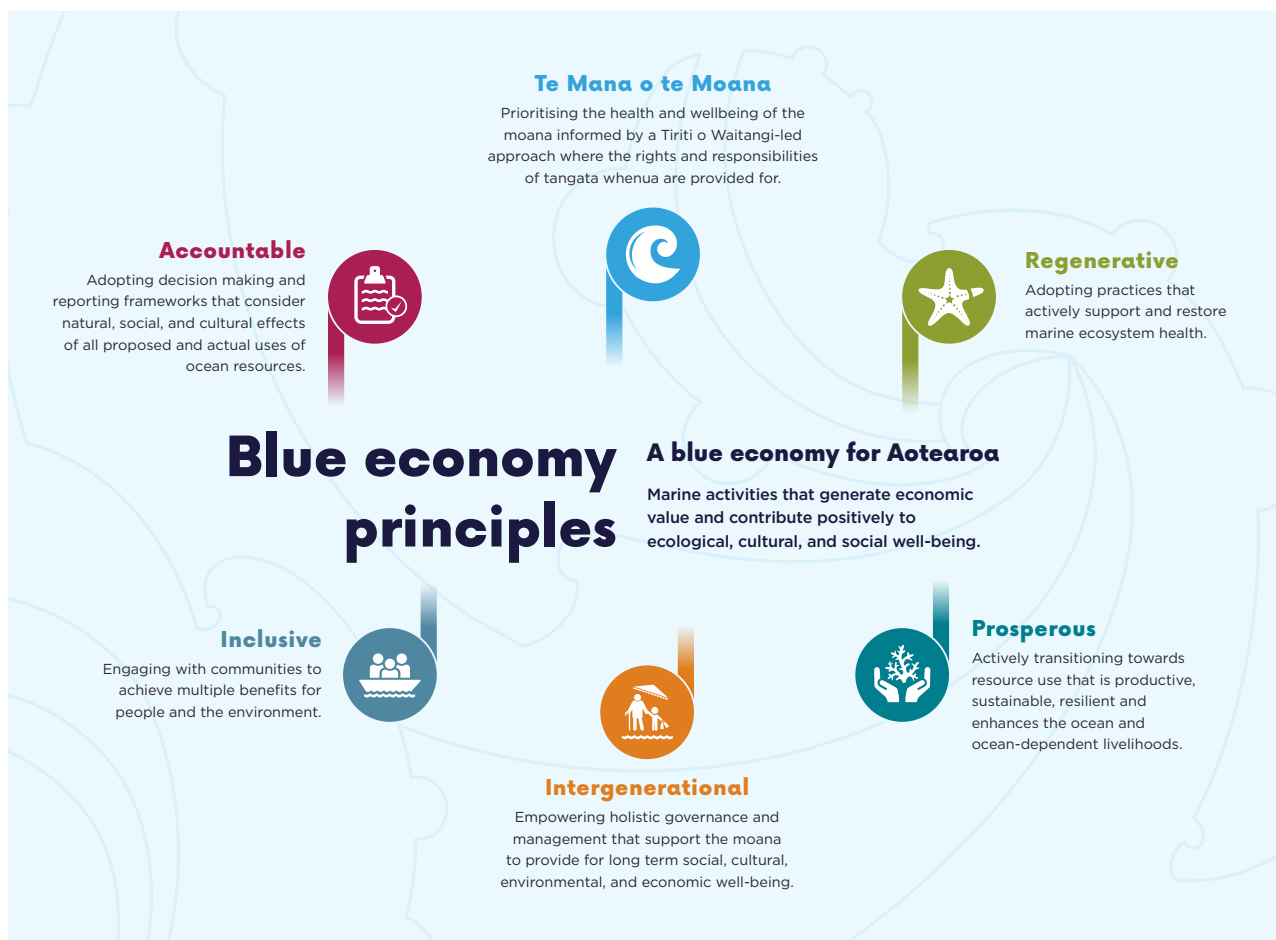 Te Mana o te Moana
Prioritising the health and wellbeing of the
moana informed by a Tiriti o Waitangi-led
approach where the rights and responsibilities
of tangata whenua are provided for.
Accountable
Adopting decision making and
reporting frameworks that consider
natural, social, and cultural effects
of all proposed and actual uses of
ocean resources.
Regenerative
Adopting practices that
actively support and restore
marine ecosystem health.
Blue economy
principles
A blue economy for Aotearoa
Marine activities that generate economic
value and contribute positively to
ecological, cultural, and social well-being.
Inclusive
Engaging with communities to
achieve multiple benefits for
people and the environment.
Prosperous
Actively transitioning towards
resource use that is productive,
sustainable, resilient and
enhances the ocean and
ocean-dependent livelihoods.
Intergenerational
Empowering holistic governance and
management that support the moana
to provide for long term social, cultural,
environmental, and economic well-being.